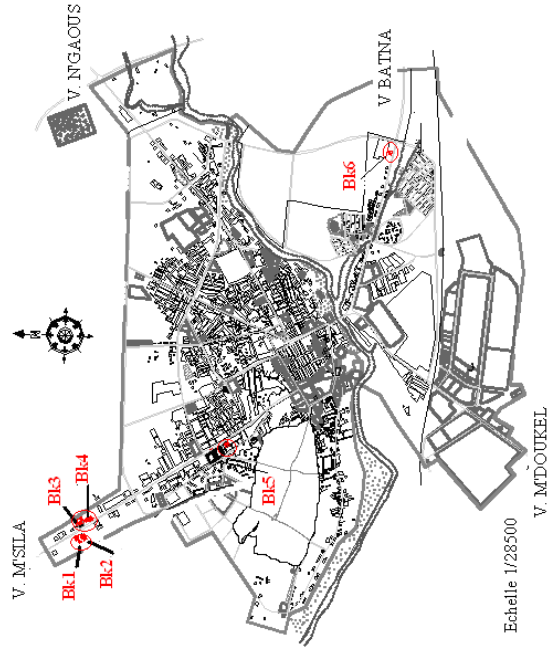 V. N'GAOUS
N
V. M'SILA
Bk3
Bk4
Bk1
Bk2
Bk5
Bk6
V BATNA
V. M'DOUKEL
Echelle 1/28500